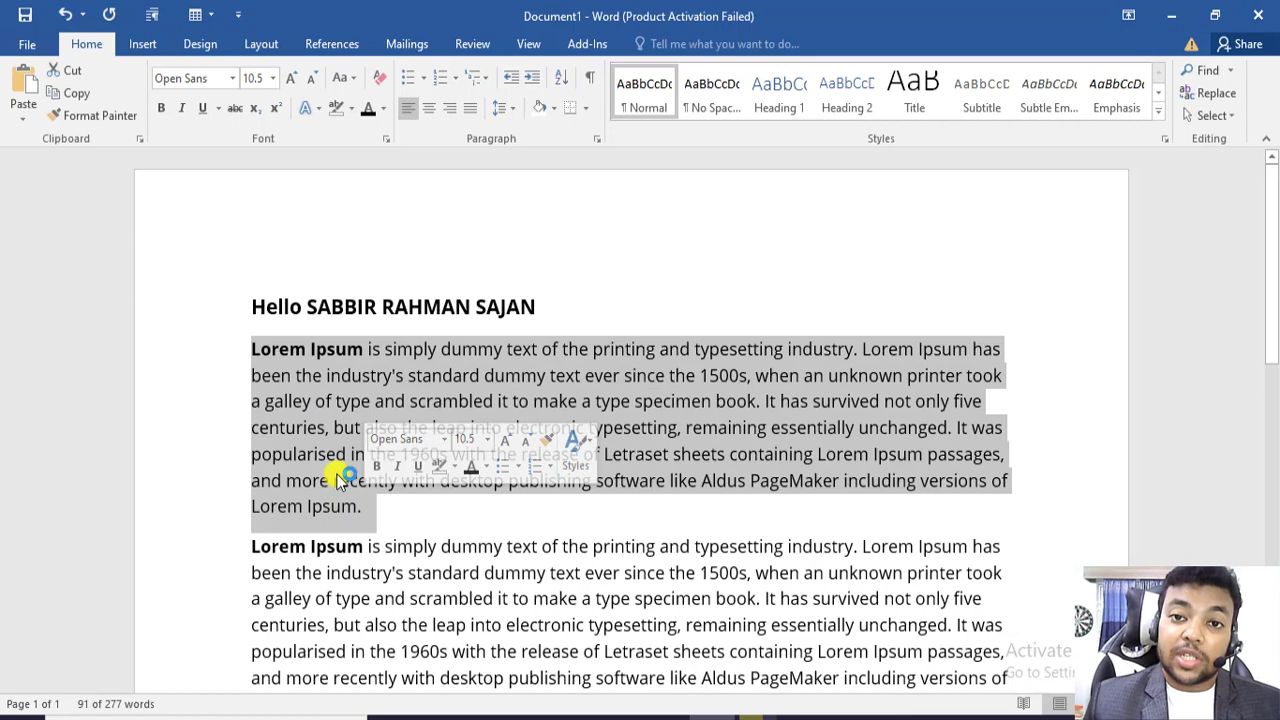 Document1 - Word (Product Activation Failed)
File Home Insert Design Layout References Mailings Review View Add-Ins Tell me what you want to do... Share
Paste
Cut
Copy
Format Painter
Clipboard
Open Sans 10.5 Aa
B I U abc x₂ x² A A
Font
Paragraph
AaBbCcDc AaBbCcDc AaBbCcD AaBbCcD AaB AaBbCcD AaBbCcDc AaBbCcDc
¶ Normal ¶ No Spac... Heading 1 Heading 2 Title Subtitle Subtle Em... Emphasis
Styles
Find
Replace
Select
Editing
Hello SABBIR RAHMAN SAJAN
Lorem Ipsum is simply dummy text of the printing and typesetting industry. Lorem Ipsum has
been the industry's standard dummy text ever since the 1500s, when an unknown printer took
a galley of type and scrambled it to make a type specimen book. It has survived not only five
centuries, but also the leap into electronic typesetting, remaining essentially unchanged. It was
popularised in the 1960s with the release of Letraset sheets containing Lorem Ipsum passages,
and more recently with desktop publishing software like Aldus PageMaker including versions of
Lorem Ipsum.
Open Sans 10.5
B I U A Styles
Lorem Ipsum is simply dummy text of the printing and typesetting industry. Lorem Ipsum has
been the industry's standard dummy text ever since the 1500s, when an unknown printer took
a galley of type and scrambled it to make a type specimen book. It has survived not only five
centuries, but also the leap into electronic typesetting, remaining essentially unchanged. It was
popularised in the 1960s with the release of Letraset sheets containing Lorem Ipsum passages,
and more recently with desktop publishing software like Aldus PageMaker including versions of
Activate
Go to Settin
Page 1 of 1 91 of 277 words